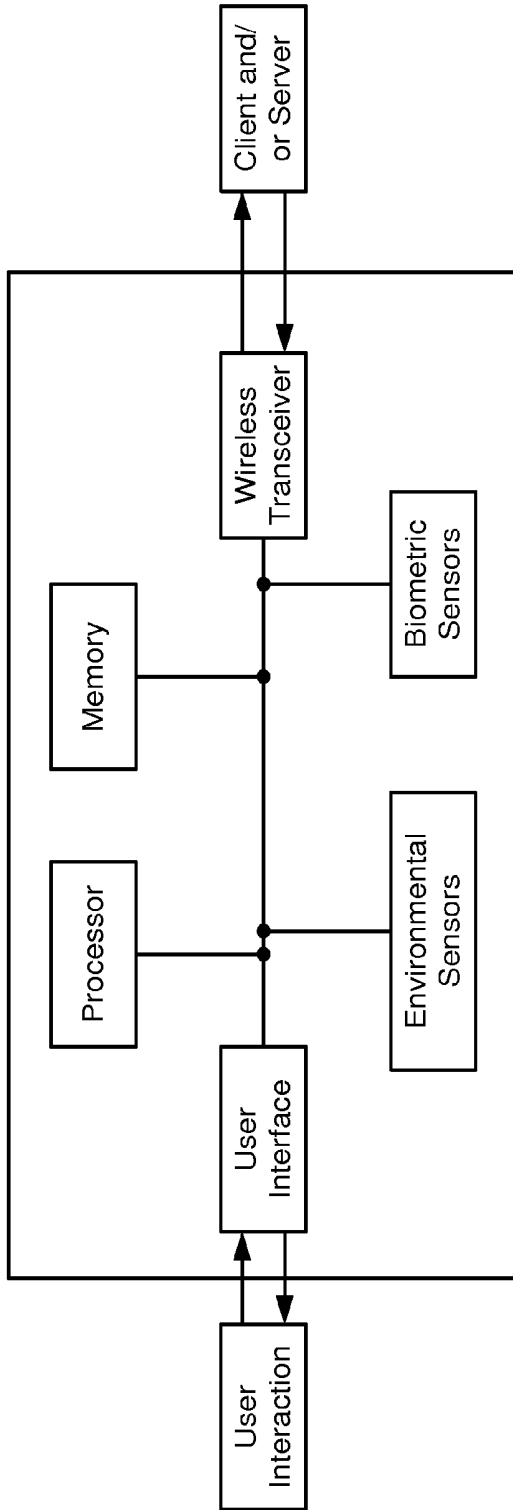 User
Interaction
User
Interface
Processor
Environmental
Sensors
Memory
Biometric
Sensors
Wireless
Transceiver
Client and/
or Server